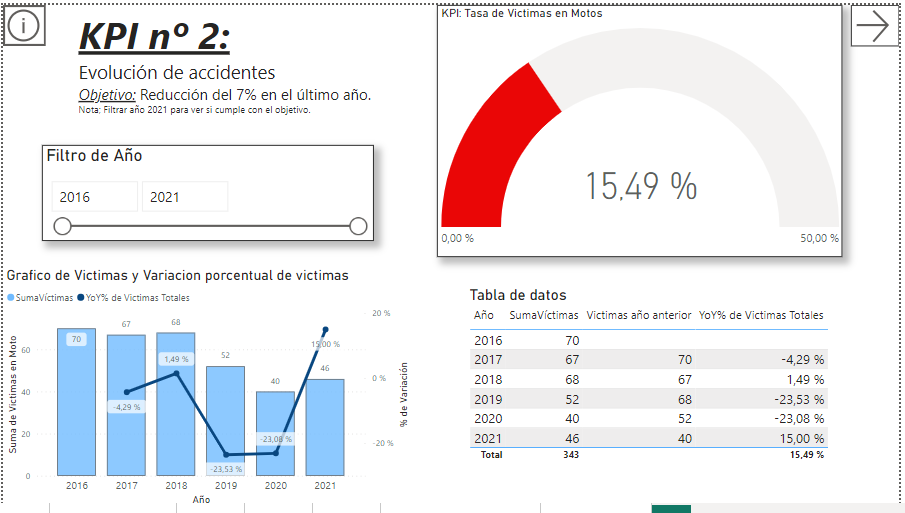 i
KPI nº 2:
Evolución de accidentes
Objetivo: Reducción del 7% en el último año.
Nota; Filtrar año 2021 para ver si cumple con el objetivo.
Filtro de Año
2016 2021
KPI: Tasa de Victimas en Motos
15,49 %
0,00 % 50,00 %
Grafico de Victimas y Variacion porcentual de victimas
SumaVíctimas YoY% de Victimas Totales
Suma de Victimas en Moto
60
40
20
0
70 67 68 52 40 46
-4,29 % 1,49 % -23,53 % -23,08 % 15,00 %
20 %
0 %
-20 %
% de Variación
2016 2017 2018 2019 2020 2021
Año
Tabla de datos
Año SumaVíctimas Victimas año anterior YoY% de Victimas Totales
2016 70
2017 67 70 -4,29 %
2018 68 67 1,49 %
2019 52 68 -23,53 %
2020 40 52 -23,08 %
2021 46 40 15,00 %
Total 343 15,49 %